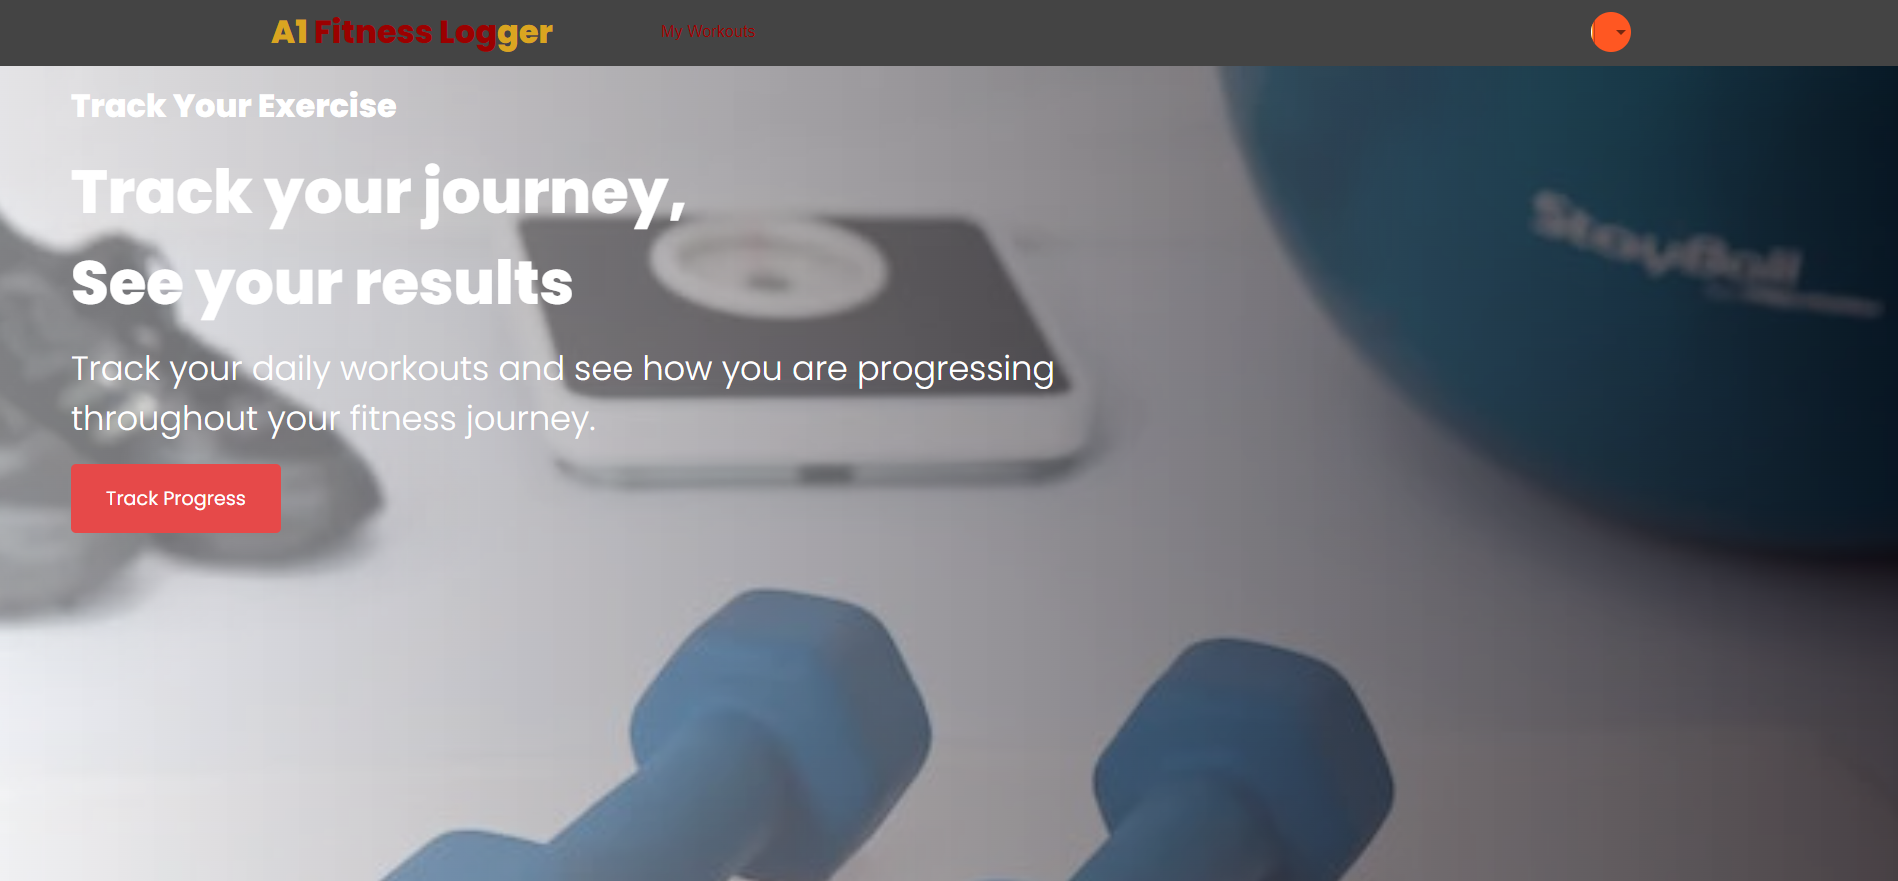 A1 Fitness Logger
My Workouts
Track Your Exercise
Track your journey,
See your results
Track your daily workouts and see how you are progressing
throughout your fitness journey.
Track Progress
StayBall